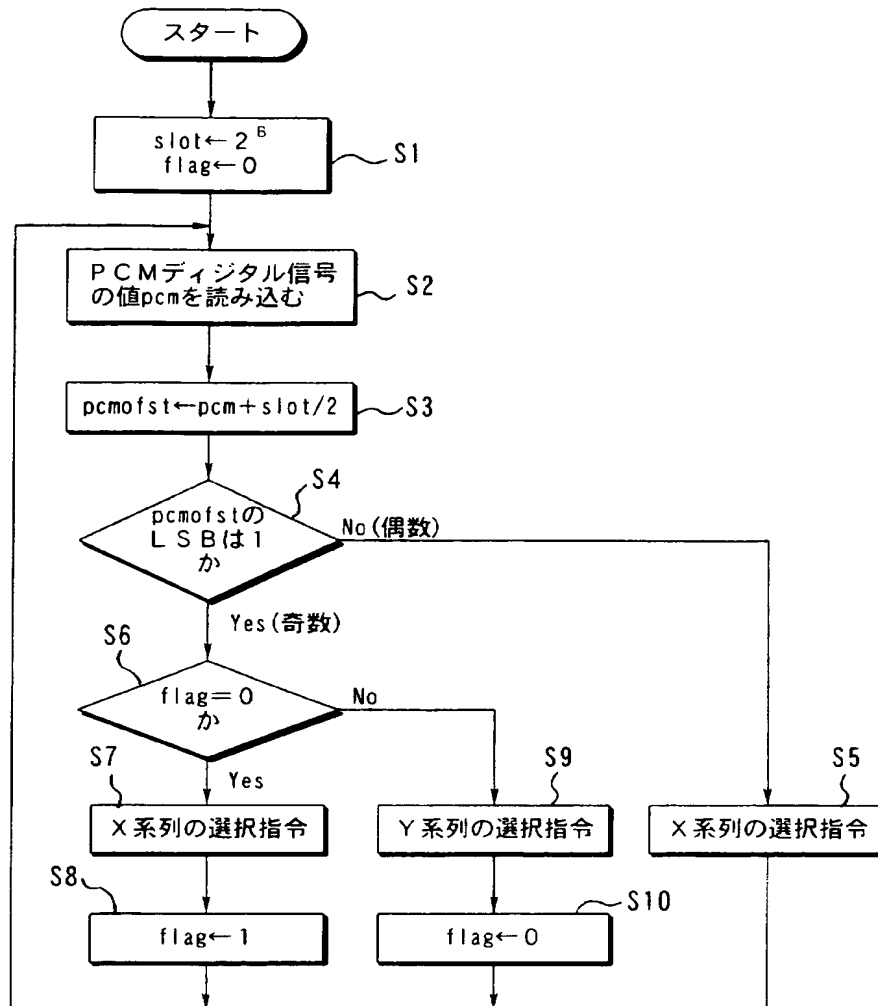 スタート
slot←2^B
flag←0
S1
PCMディジタル信号
の値pcmを読み込む
S2
pcmofst←pcm+slot/2
S3
S4
pcmofstの
LSBは1
か
No(偶数)
Yes(奇数)
S6
flag=0
か
No
Yes
S7
X系列の選択指令
S9
Y系列の選択指令
S5
X系列の選択指令
S8
flag←1
S10
flag←0